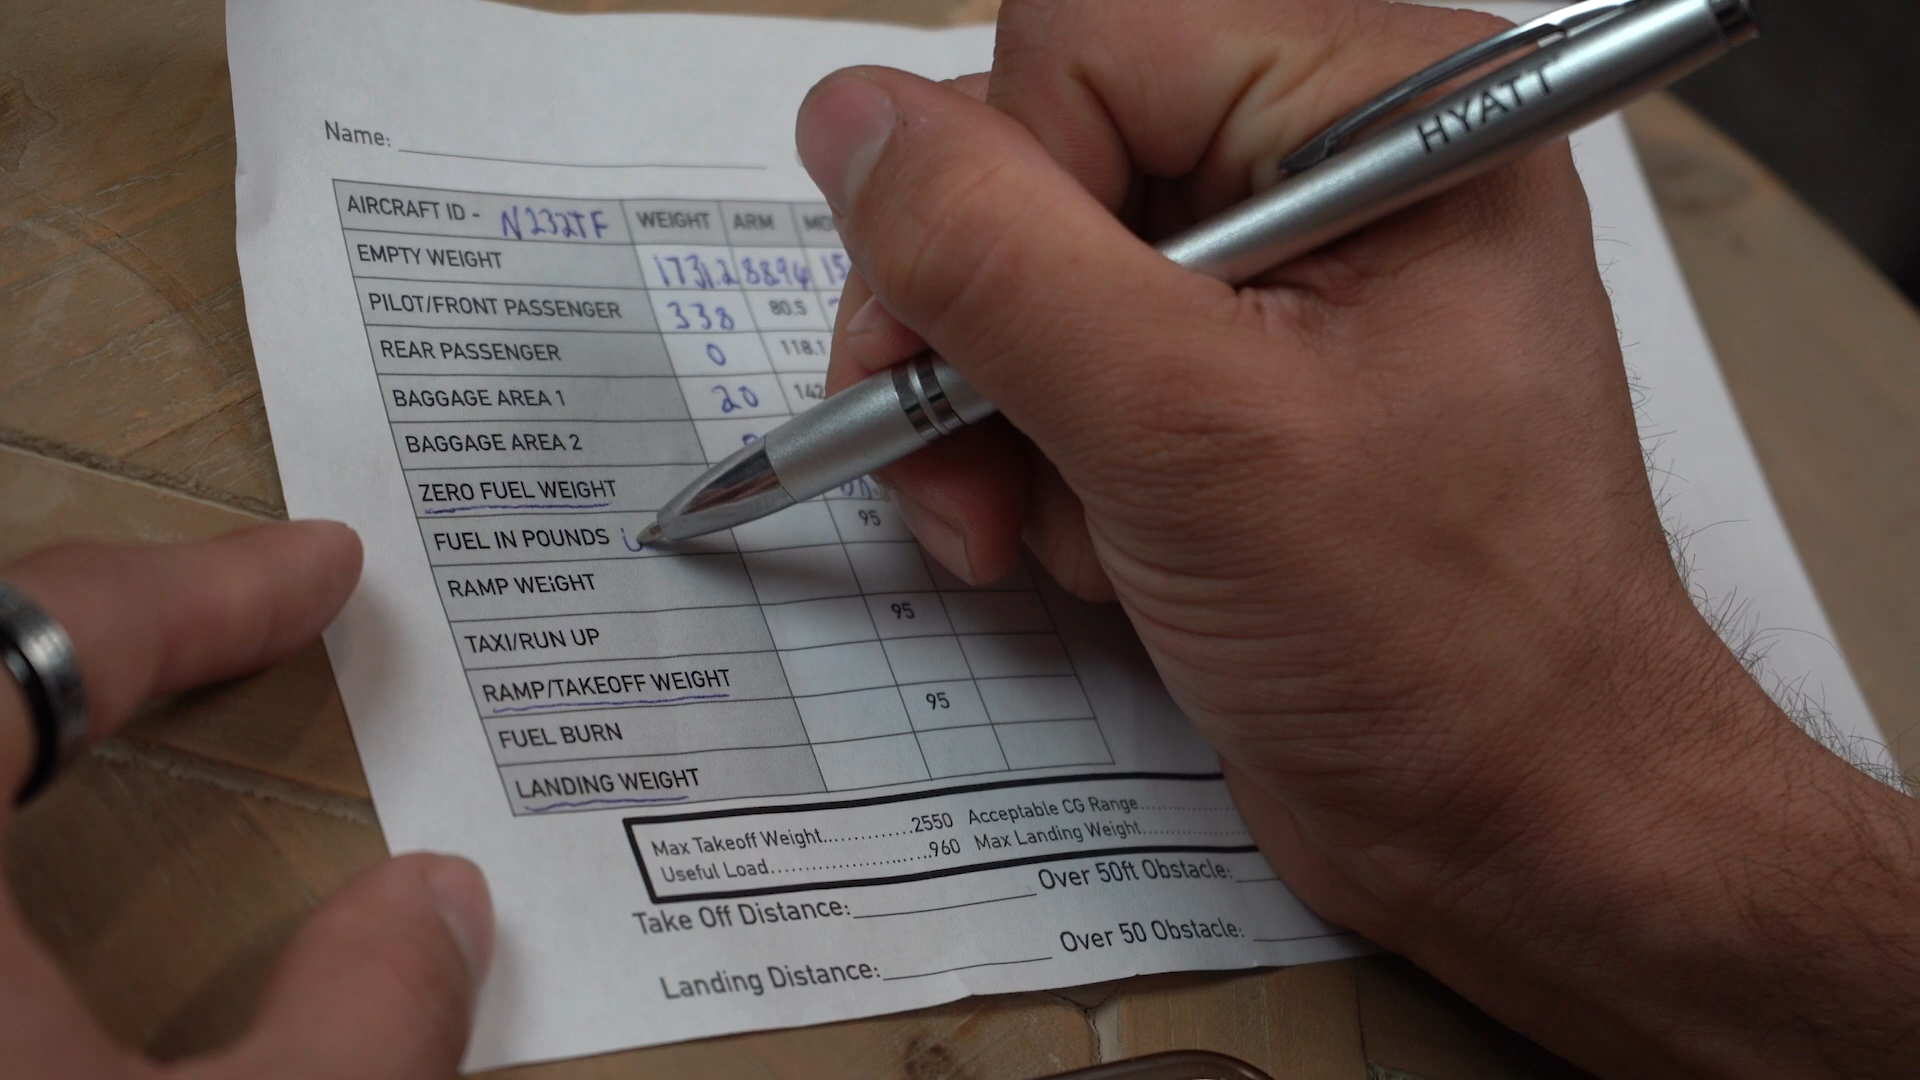 HYATT
Name:
AIRCRAFT ID - N232TF WEIGHT ARM
EMPTY WEIGHT 1731.2 88.94
PILOT/FRONT PASSENGER 338 80.5
REAR PASSENGER 0 118.1
BAGGAGE AREA 1 20 142
BAGGAGE AREA 2
ZERO FUEL WEIGHT
FUEL IN POUNDS 95
RAMP WEIGHT
TAXI/RUN UP 95
RAMP/TAKEOFF WEIGHT
FUEL BURN 95
LANDING WEIGHT
Max Takeoff Weight.............2550 Acceptable CG Range
Useful Load.....................960 Max Landing Weight
Take Off Distance: Over 50ft Obstacle:
Landing Distance: Over 50 Obstacle: